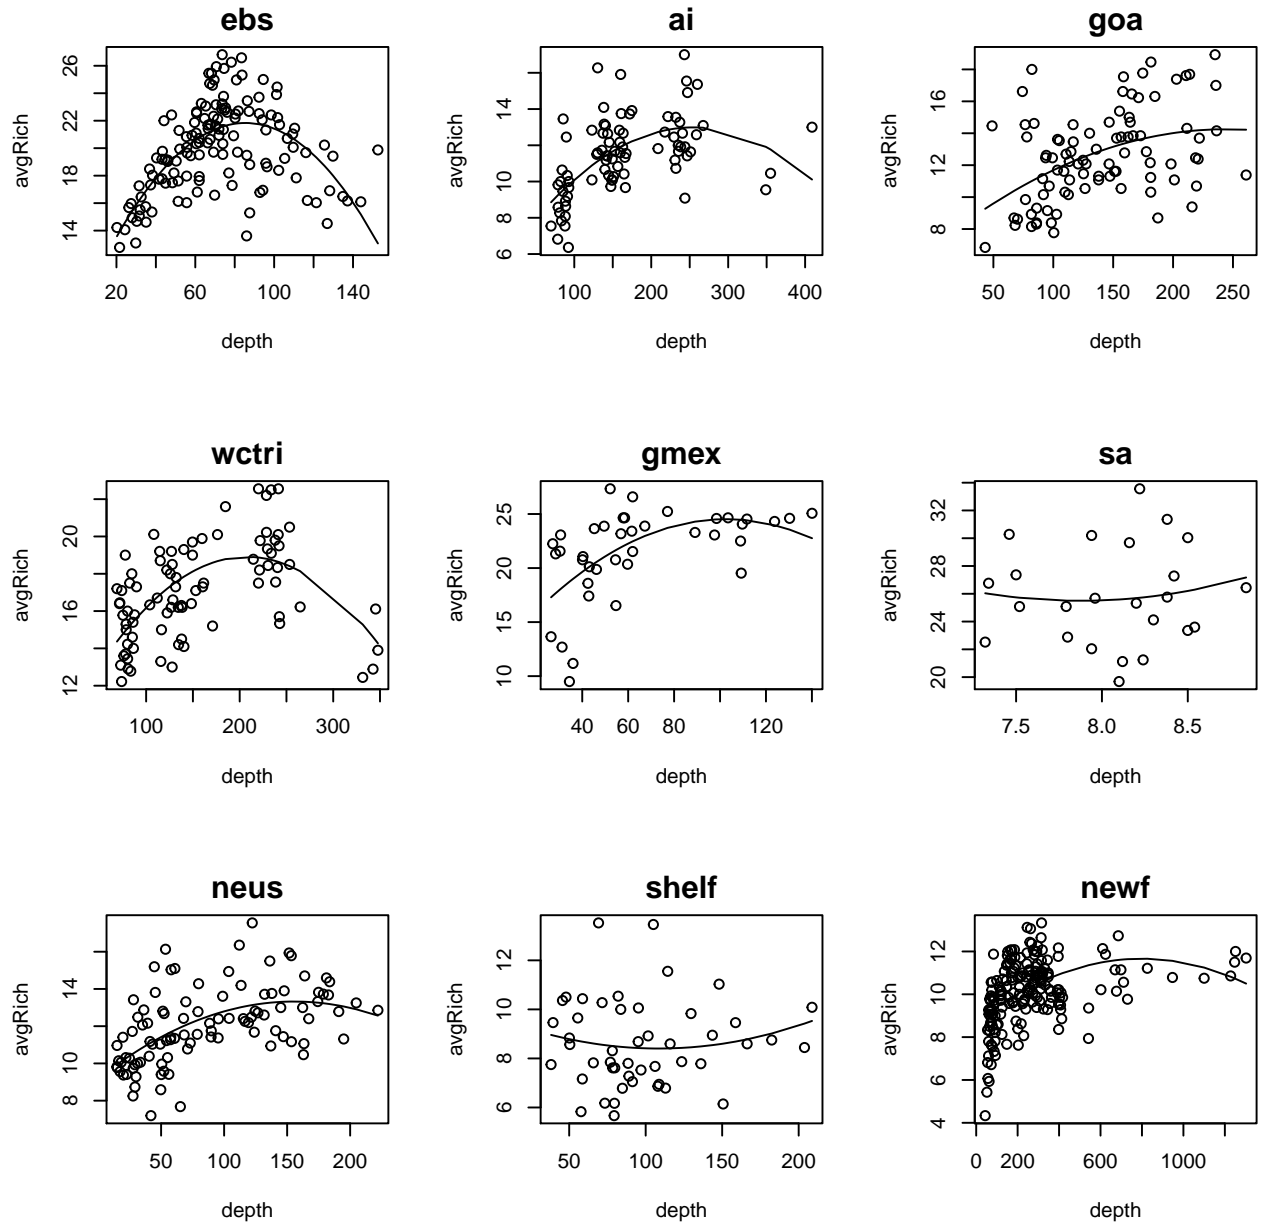 ebs
avgRich
14 18 22 26
20 60 100 140
depth
ai
avgRich
6 8 10 14
100 200 300 400
depth
goa
avgRich
8 12 16
50 100 150 200 250
depth
wctri
avgRich
12 16 20
100 200 300
depth
gmex
avgRich
10 15 20 25
40 60 80 120
depth
sa
avgRich
20 24 28 32
7.5 8.0 8.5
depth
neus
avgRich
8 10 14
50 100 150 200
depth
shelf
avgRich
6 8 10 12
50 100 150 200
depth
newf
avgRich
4 6 8 10 12
0 200 600 1000
depth